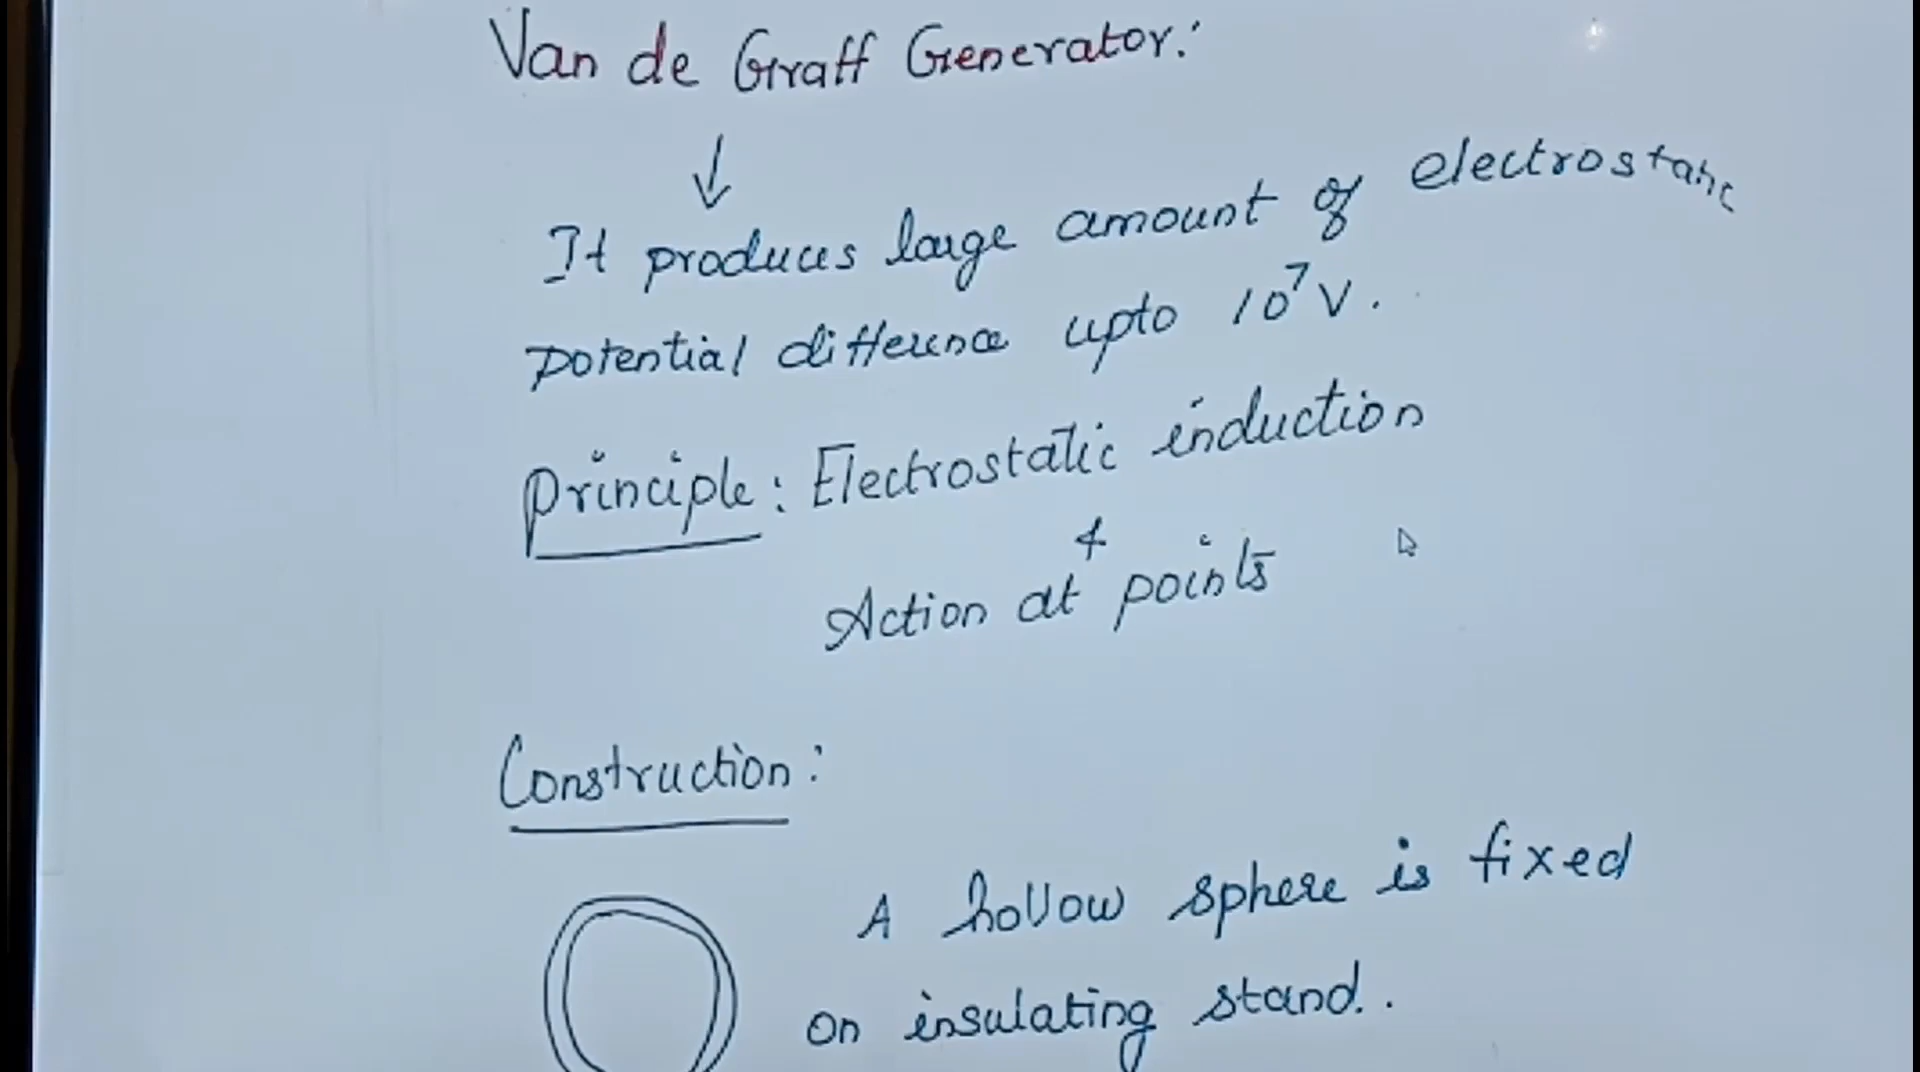 Van de Graff Generator:
↓
It produces large amount of electrostatic
potential difference upto 10⁷V.
Principle: Electrostatic induction
&
Action at points
Construction:
A hollow sphere is fixed
on insulating stand.